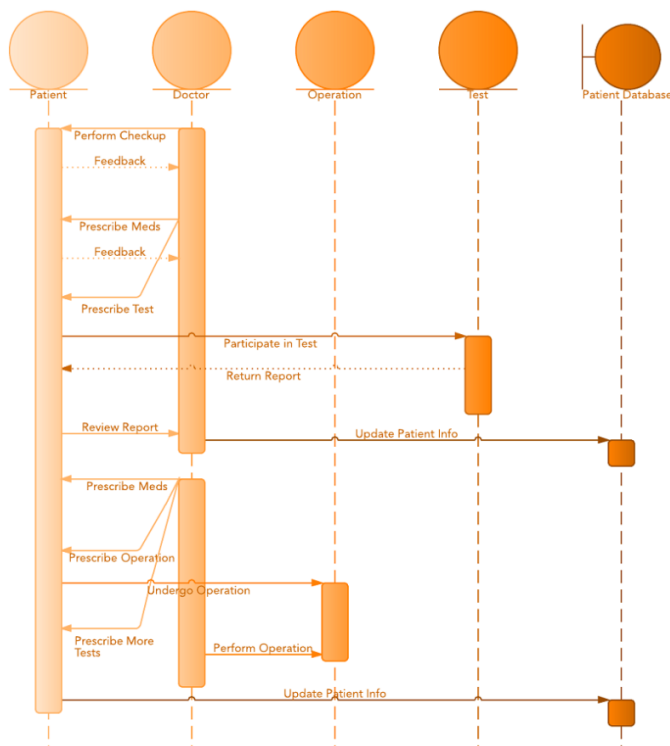 Patient
Doctor
Operation
Test
Patient Database
Perform Checkup
Feedback
Prescribe Meds
Feedback
Prescribe Test
Participate in Test
Return Report
Review Report
Update Patient Info
Prescribe Meds
Prescribe Operation
Undergo Operation
Prescribe More
Tests
Perform Operation
Update Patient Info